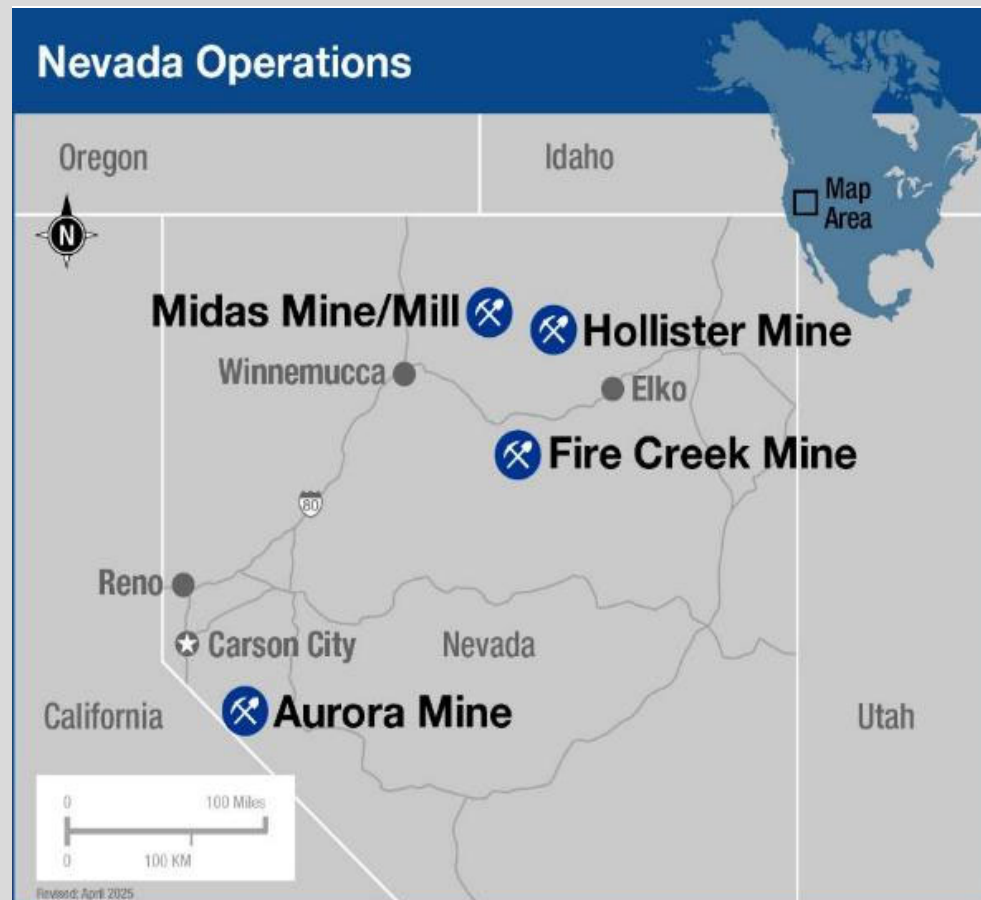 Nevada Operations
Oregon
Idaho
Map
Area
N
Midas Mine/Mill
Hollister Mine
Winnemucca
Elko
Fire Creek Mine
80
Reno
Carson City
Nevada
California
Aurora Mine
Utah
0
100 Miles
0
100 KM
Revised: April 2025